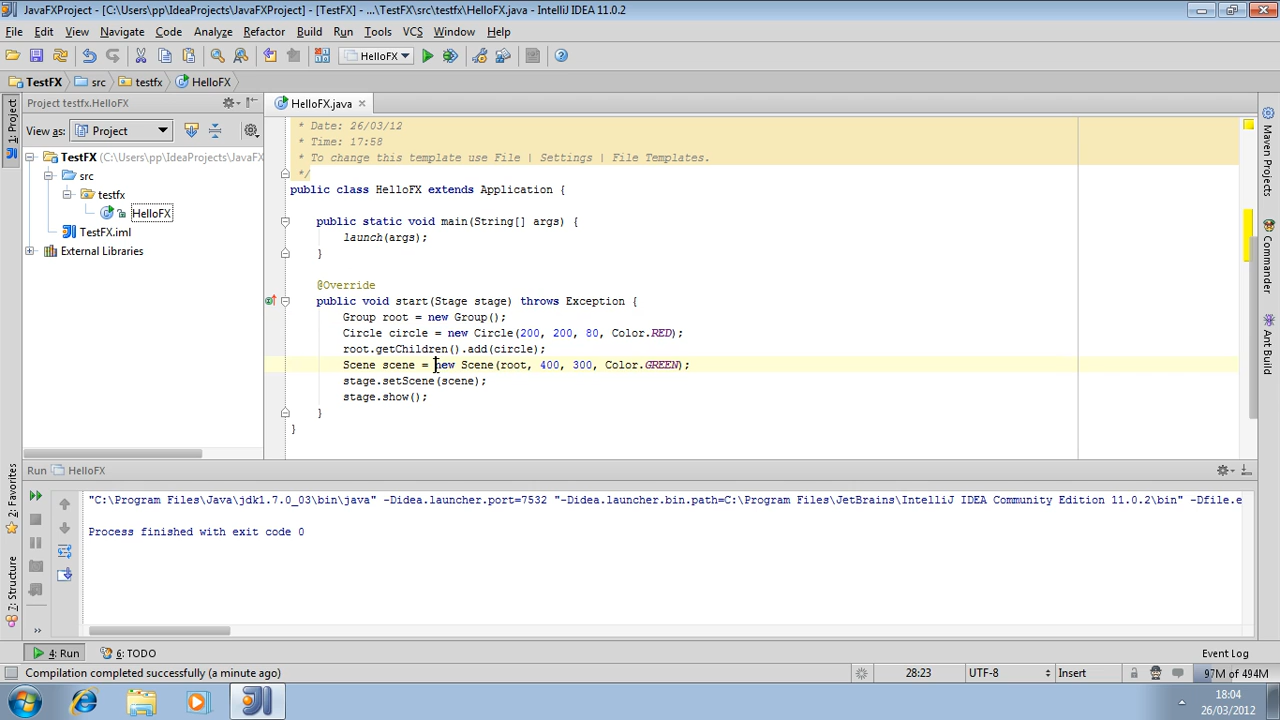 JavaFXProject - [C:\Users\pp\IdeaProjects\JavaFXProject] - [TestFX] - ...\TestFX\src\testfx\HelloFX.java - IntelliJ IDEA 11.0.2
File Edit View Navigate Code Analyze Refactor Build Run Tools VCS Window Help
HelloFX
TestFX src testfx HelloFX
Project testfx.HelloFX
HelloFX.java
View as: Project
TestFX (C:\Users\pp\IdeaProjects\JavaFX
src
testfx
HelloFX
TestFX.iml
External Libraries
1: Project
2: Favorites
7: Structure
* Date: 26/03/12
* Time: 17:58
* To change this template use File | Settings | File Templates.
*/
public class HelloFX extends Application {
public static void main(String[] args) {
launch(args);
}
@Override
public void start(Stage stage) throws Exception {
Group root = new Group();
Circle circle = new Circle(200, 200, 80, Color.RED);
root.getChildren().add(circle);
Scene scene = new Scene(root, 400, 300, Color.GREEN);
stage.setScene(scene);
stage.show();
}
}
Maven Projects
Commander
Ant Build
Run HelloFX
"C:\Program Files\Java\jdk1.7.0_03\bin\java" -Didea.launcher.port=7532 "-Didea.launcher.bin.path=C:\Program Files\JetBrains\IntelliJ IDEA Community Edition 11.0.2\bin" -Dfile.e
Process finished with exit code 0
4: Run 6: TODO Event Log
Compilation completed successfully (a minute ago) 28:23 UTF-8 Insert 97M of 494M
18:04
26/03/2012